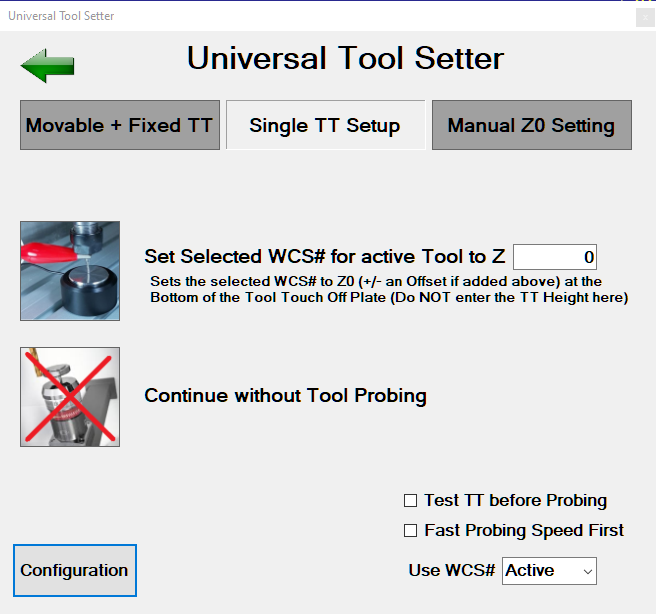 Universal Tool Setter
Universal Tool Setter
Movable + Fixed TT
Single TT Setup
Manual Z0 Setting
Set Selected WCS# for active Tool to Z 0
Sets the selected WCS# to Z0 (+/- an Offset if added above) at the
Bottom of the Tool Touch Off Plate (Do NOT enter the TT Height here)
Continue without Tool Probing
Test TT before Probing
Fast Probing Speed First
Configuration
Use WCS# Active